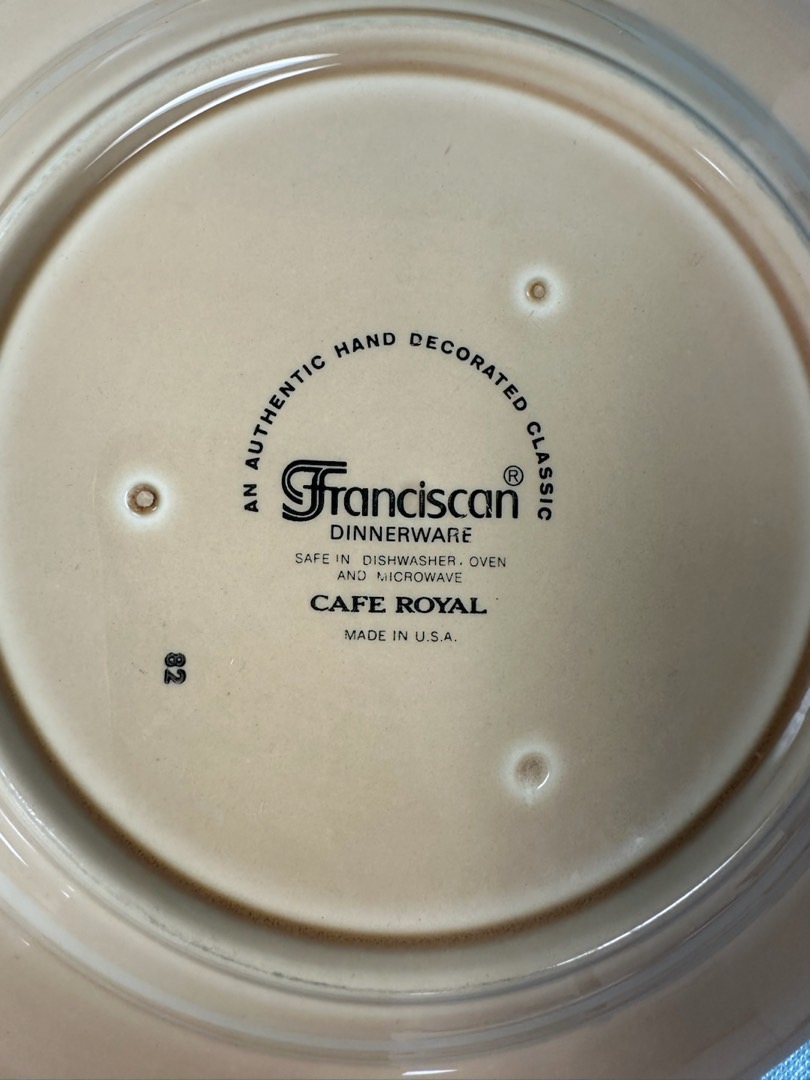 AN AUTHENTIC HAND DECORATED CLASSIC
Franciscan®
DINNERWARE
SAFE IN DISHWASHER, OVEN
AND MICROWAVE
CAFE ROYAL
MADE IN U.S.A.
82